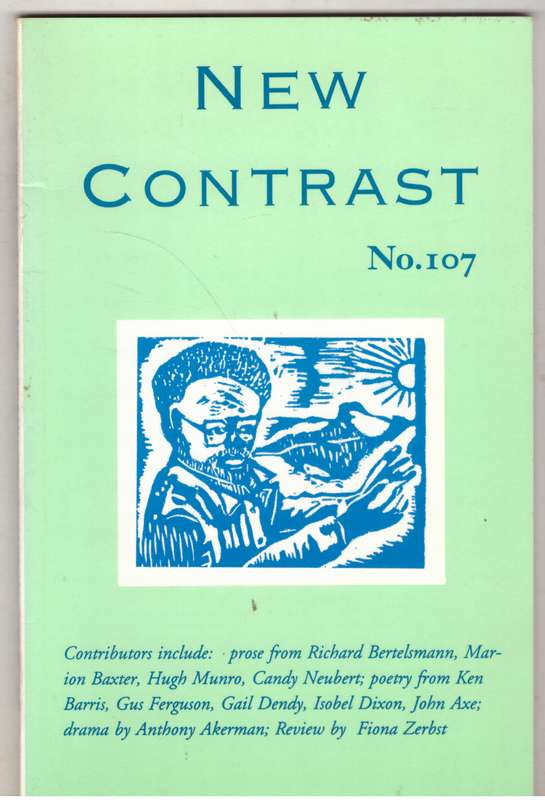 NEW
CONTRAST
No.107
Contributors include: prose from Richard Bertelsmann, Mar-
ion Baxter, Hugh Munro, Candy Neubert; poetry from Ken
Barris, Gus Ferguson, Gail Dendy, Isobel Dixon, John Axe;
drama by Anthony Akerman; Review by Fiona Zerbst